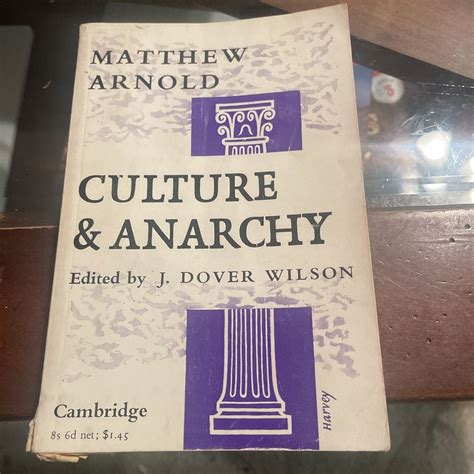 MATTHEW
ARNOLD
CULTURE
& ANARCHY
Edited by J. DOVER WILSON
Harvey
Cambridge
8s 6d net; $1.45